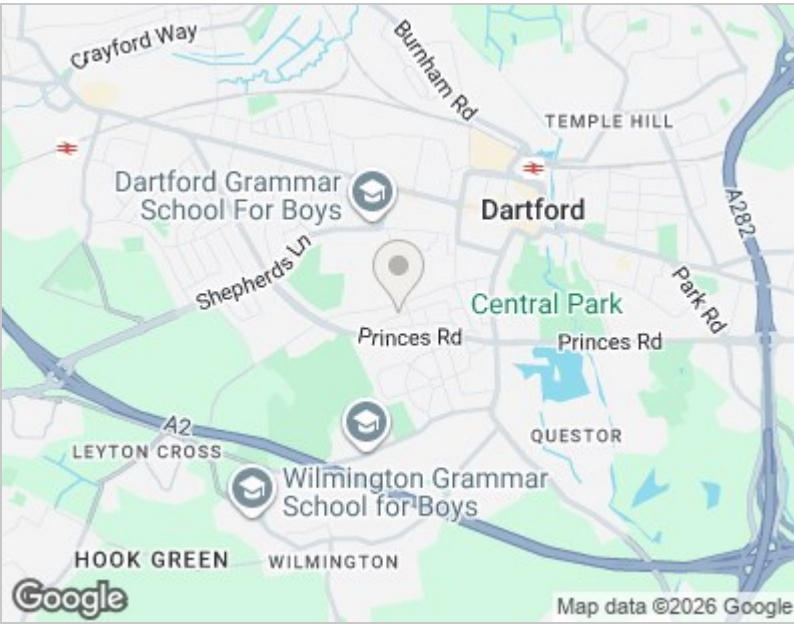 Crayford Way
Burnham Rd
TEMPLE HILL
A282
Dartford Grammar
School For Boys
Dartford
Shepherds Ln
Park Rd
Central Park
Princes Rd
Princes Rd
A2
QUESTOR
LEYTON CROSS
Wilmington Grammar
School for Boys
HOOK GREEN
WILMINGTON
Google
Map data ©2026 Google